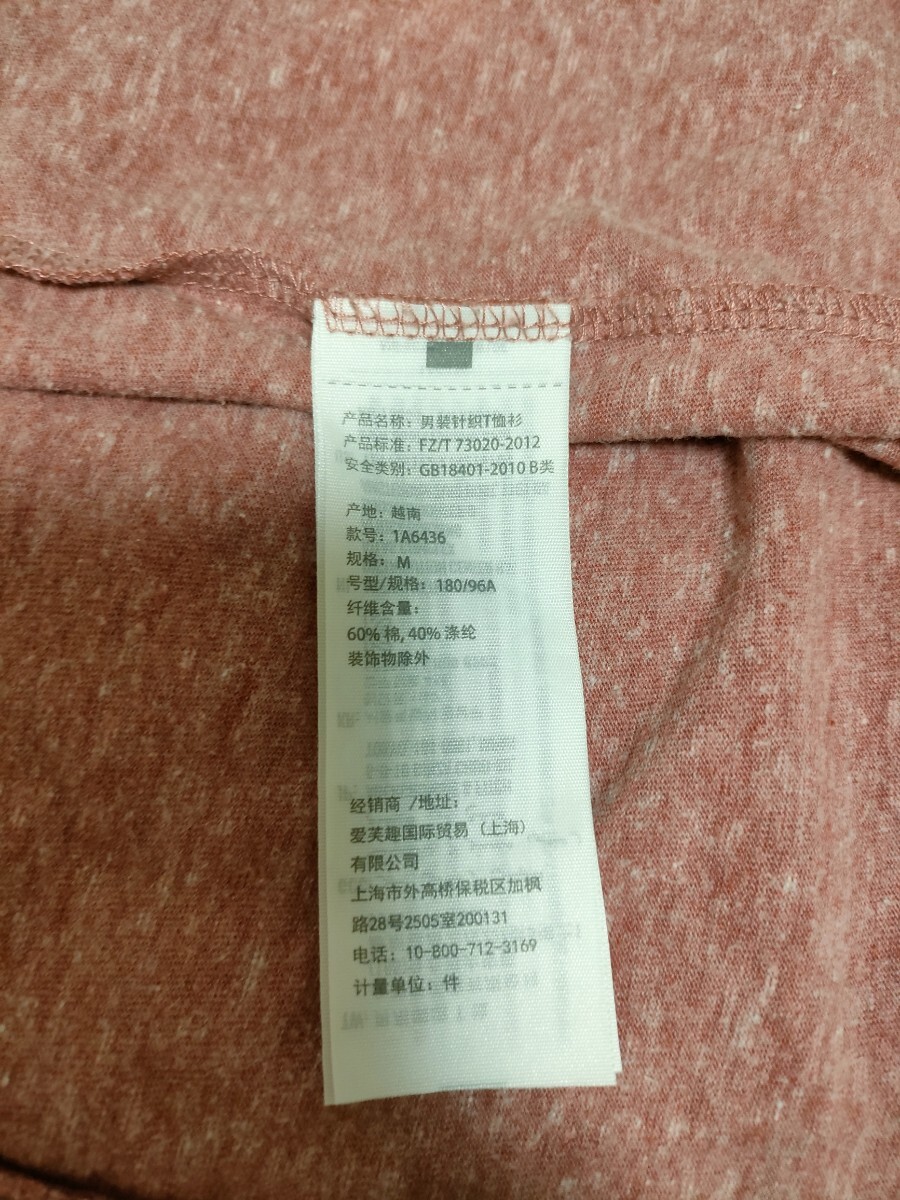 产品名称：男装针织T恤衫
产品标准：FZ/T 73020-2012
安全类别：GB18401-2010 B类
产地：越南
款号：1A6436
规格：M
号型/规格：180/96A
纤维含量：
60% 棉, 40% 涤纶
装饰物除外
经销商 /地址：
爱芙趣国际贸易（上海）
有限公司
上海市外高桥保税区加枫
路28号2505室200131
电话：10-800-712-3169
计量单位：件